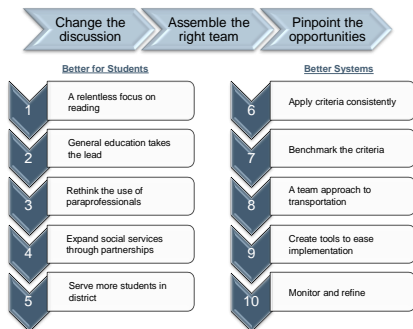 Change the
discussion
Assemble the
right team
Pinpoint the
opportunities
Better for Students
1
A relentless focus on
reading
2
General education takes
the lead
3
Rethink the use of
paraprofessionals
4
Expand social services
through partnerships
5
Serve more students in
district
Better Systems
6
Apply criteria consistently
7
Benchmark the criteria
8
A team approach to
transportation
9
Create tools to ease
implementation
10
Monitor and refine